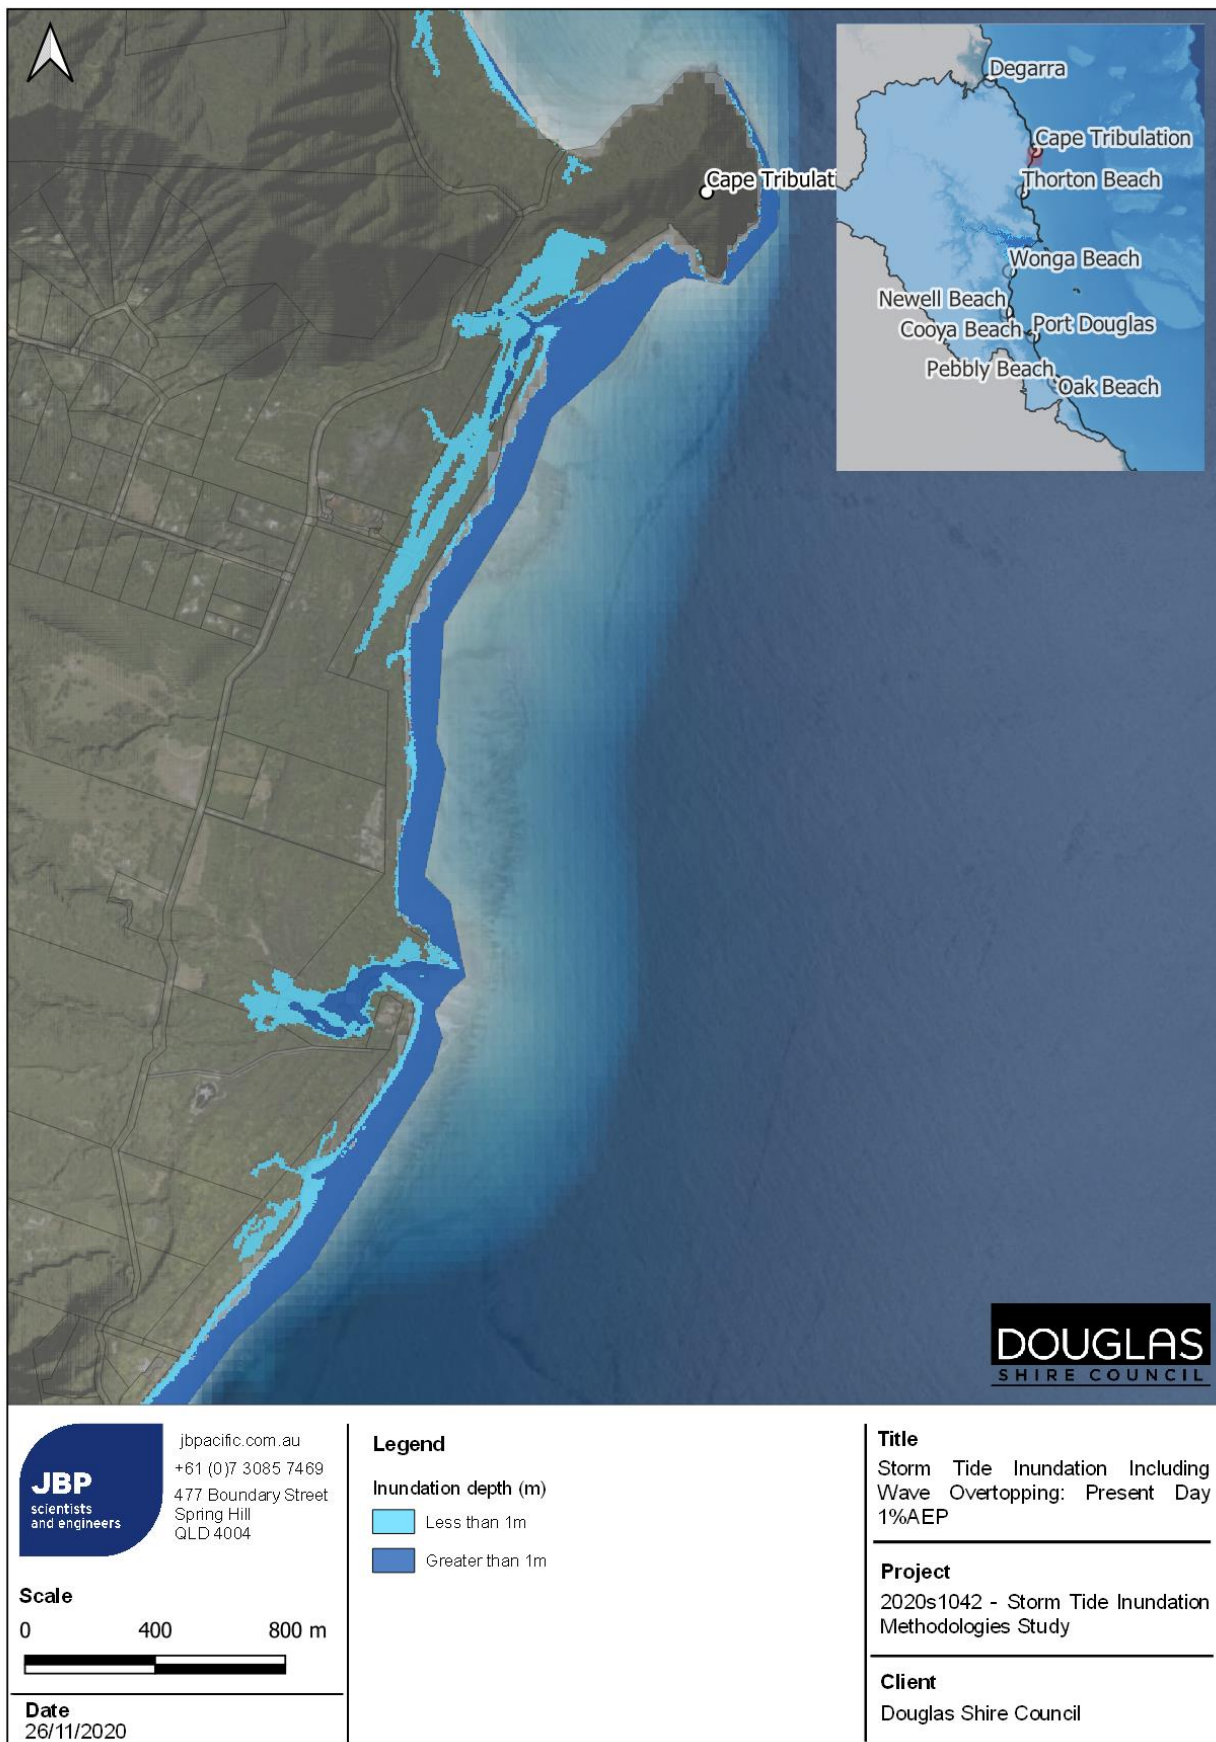 Degarra
Cape Tribulation
Thorton Beach
Wonga Beach
Newell Beach
Cooya Beach
Port Douglas
Pebbly Beach
Oak Beach
Cape Tribulati
DOUGLAS
SHIRE COUNCIL
JBP
scientists
and engineers
jbpacific.com.au
+61 (0)7 3085 7469
477 Boundary Street
Spring Hill
QLD 4004
Scale
0 400 800 m
Date
26/11/2020
Legend
Inundation depth (m)
Less than 1m
Greater than 1m
Title
Storm Tide Inundation Including
Wave Overtopping: Present Day
1%AEP
Project
2020s1042 - Storm Tide Inundation
Methodologies Study
Client
Douglas Shire Council